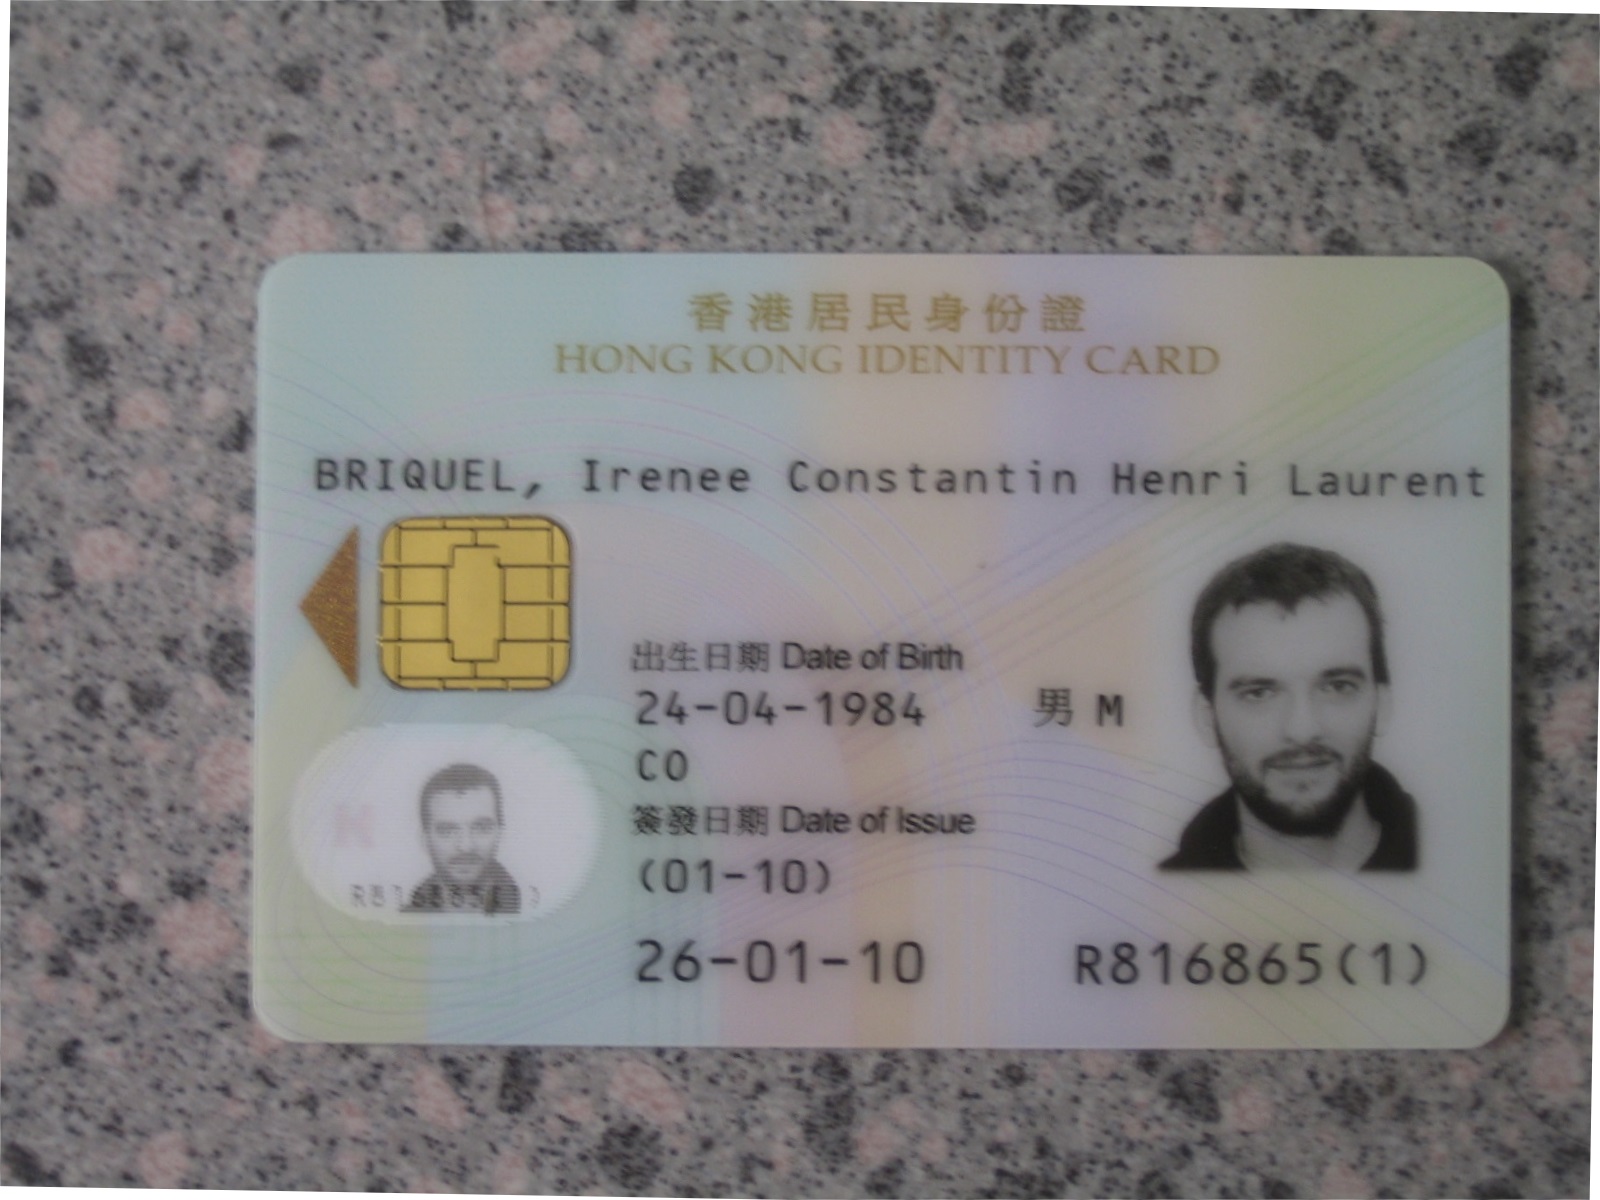 香港居民身份證
HONG KONG IDENTITY CARD
BRIQUEL, Irenee Constantin Henri Laurent
出生日期 Date of Birth
24-04-1984 男 M
CO
簽發日期 Date of Issue
(01-10)
26-01-10 R816865(1)
R816865(1)